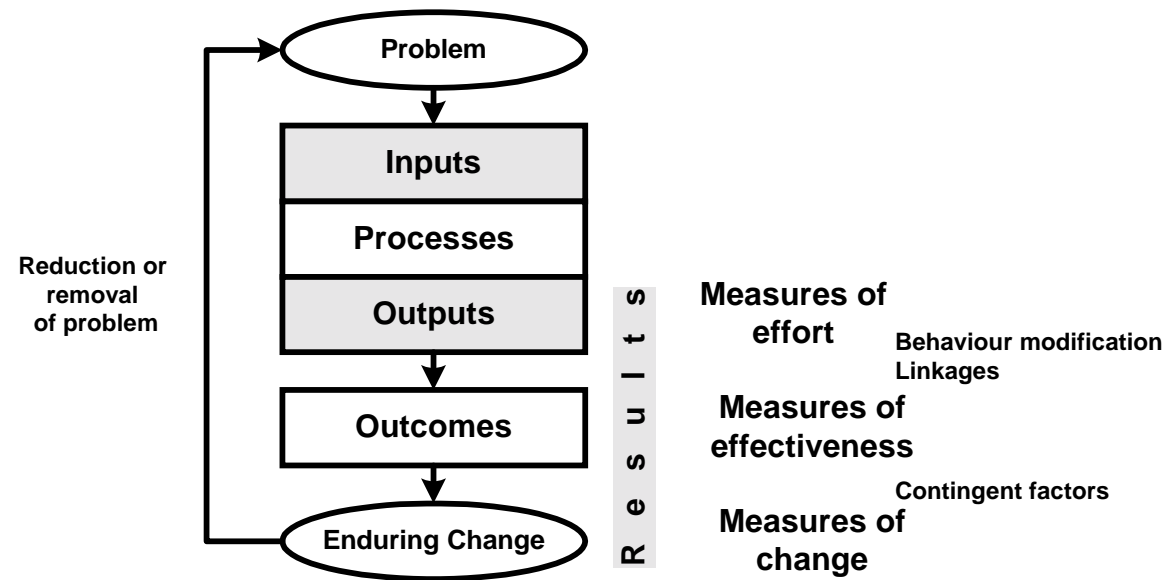 Problem
Inputs
Processes
Outputs
Outcomes
Enduring Change
Reduction or
removal
of problem
Results
Measures of
effort
Behaviour modification
Linkages
Measures of
effectiveness
Contingent factors
Measures of
change